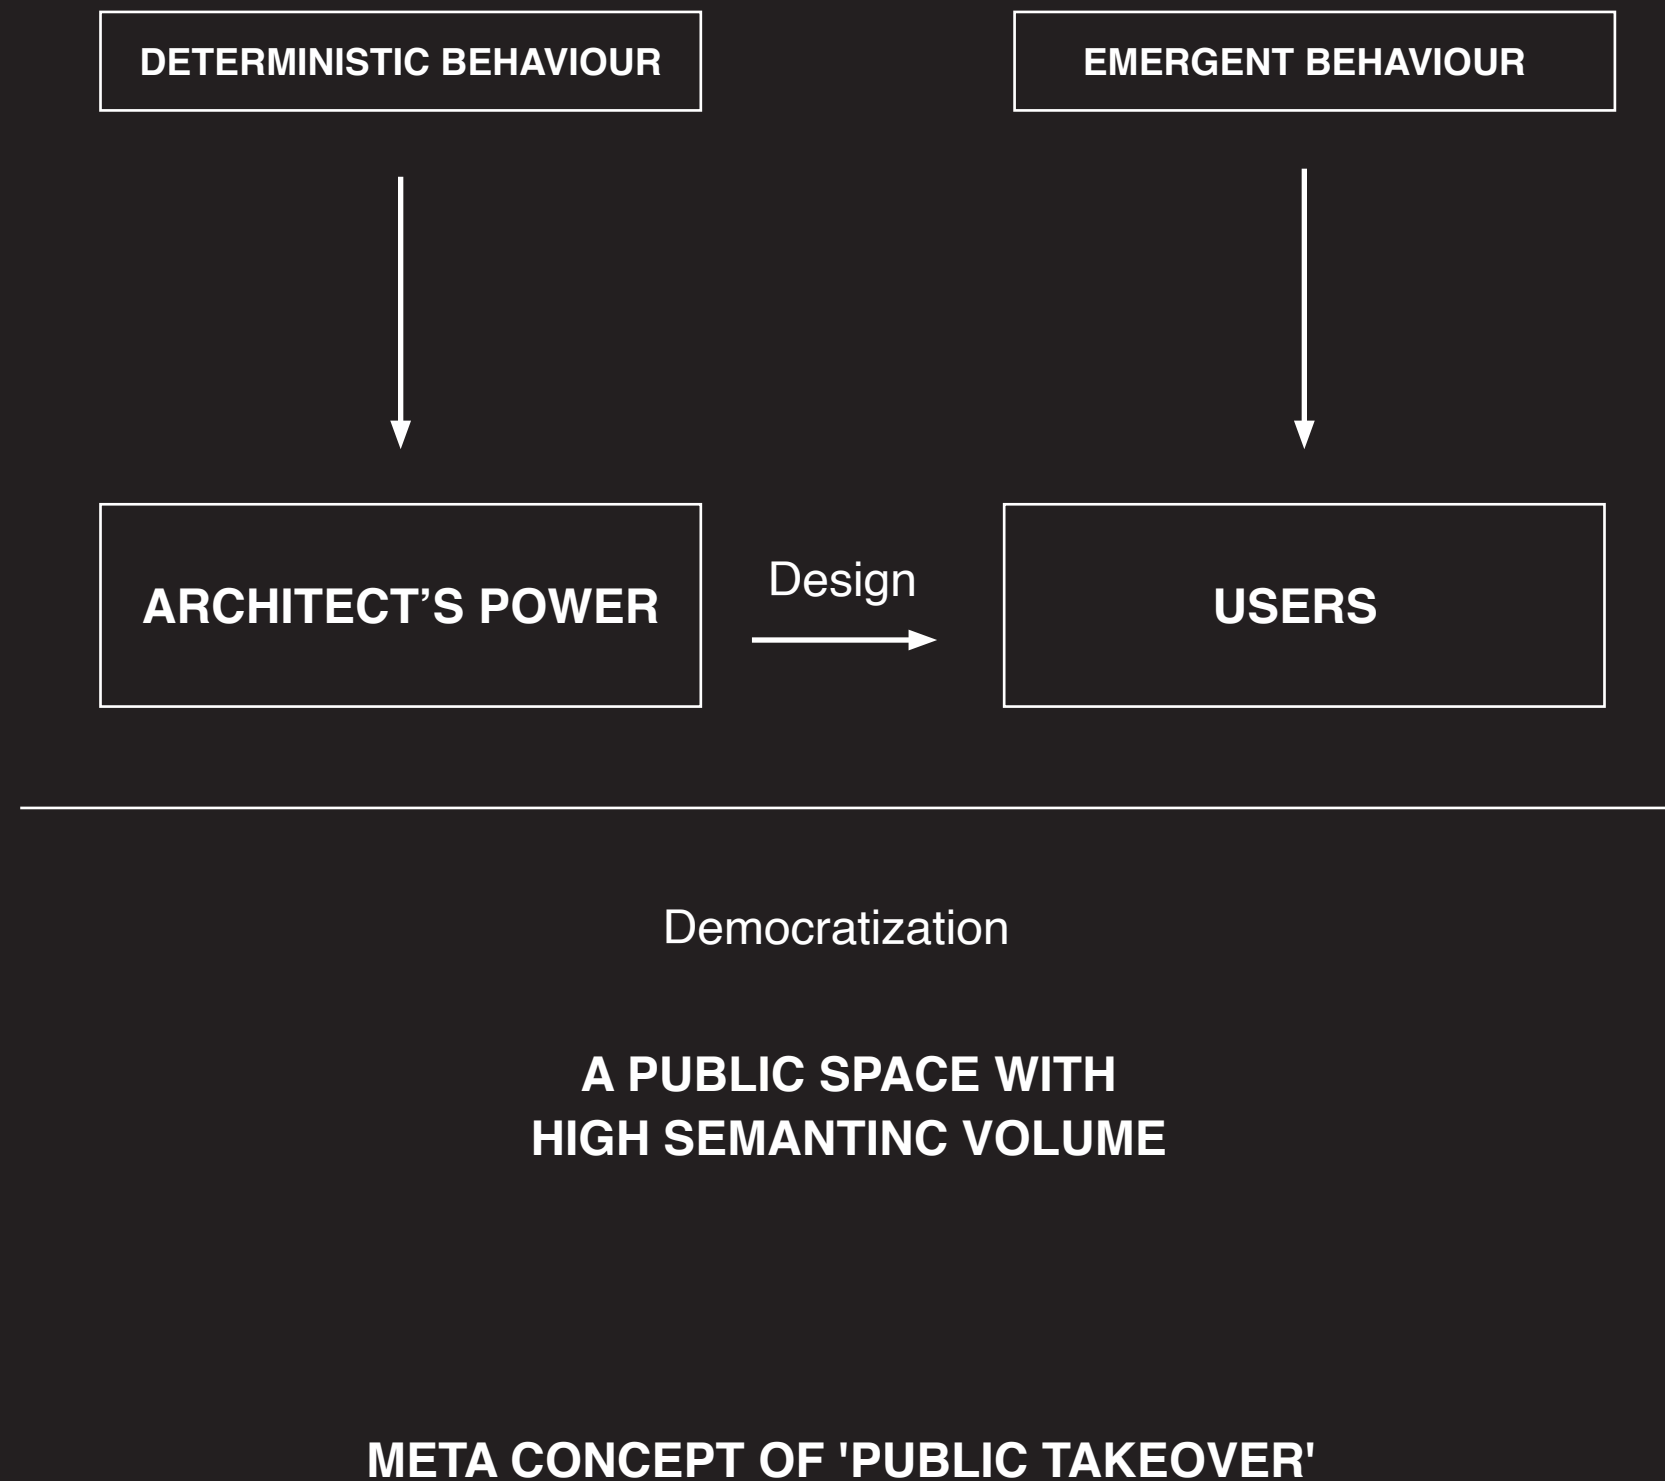 DETERMINISTIC BEHAVIOUR
EMERGENT BEHAVIOUR
ARCHITECT’S POWER
Design
USERS
Democratization
A PUBLIC SPACE WITH
HIGH SEMANTINC VOLUME
META CONCEPT OF 'PUBLIC TAKEOVER'